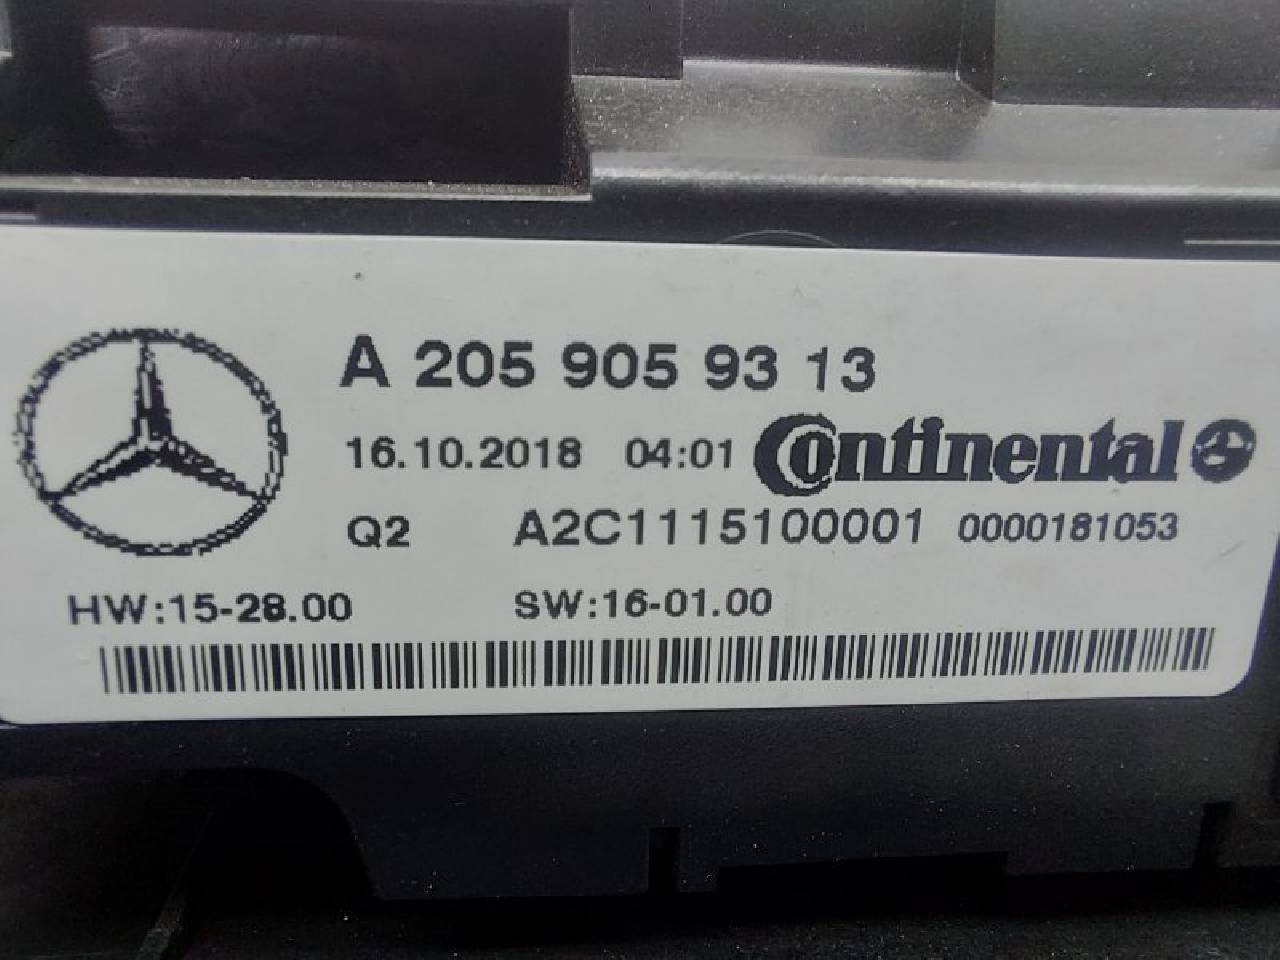 A 205 905 93 13
16.10.2018 04:01 Continental
Q2 A2C1115100001 0000181053
HW:15-28.00 SW:16-01.00